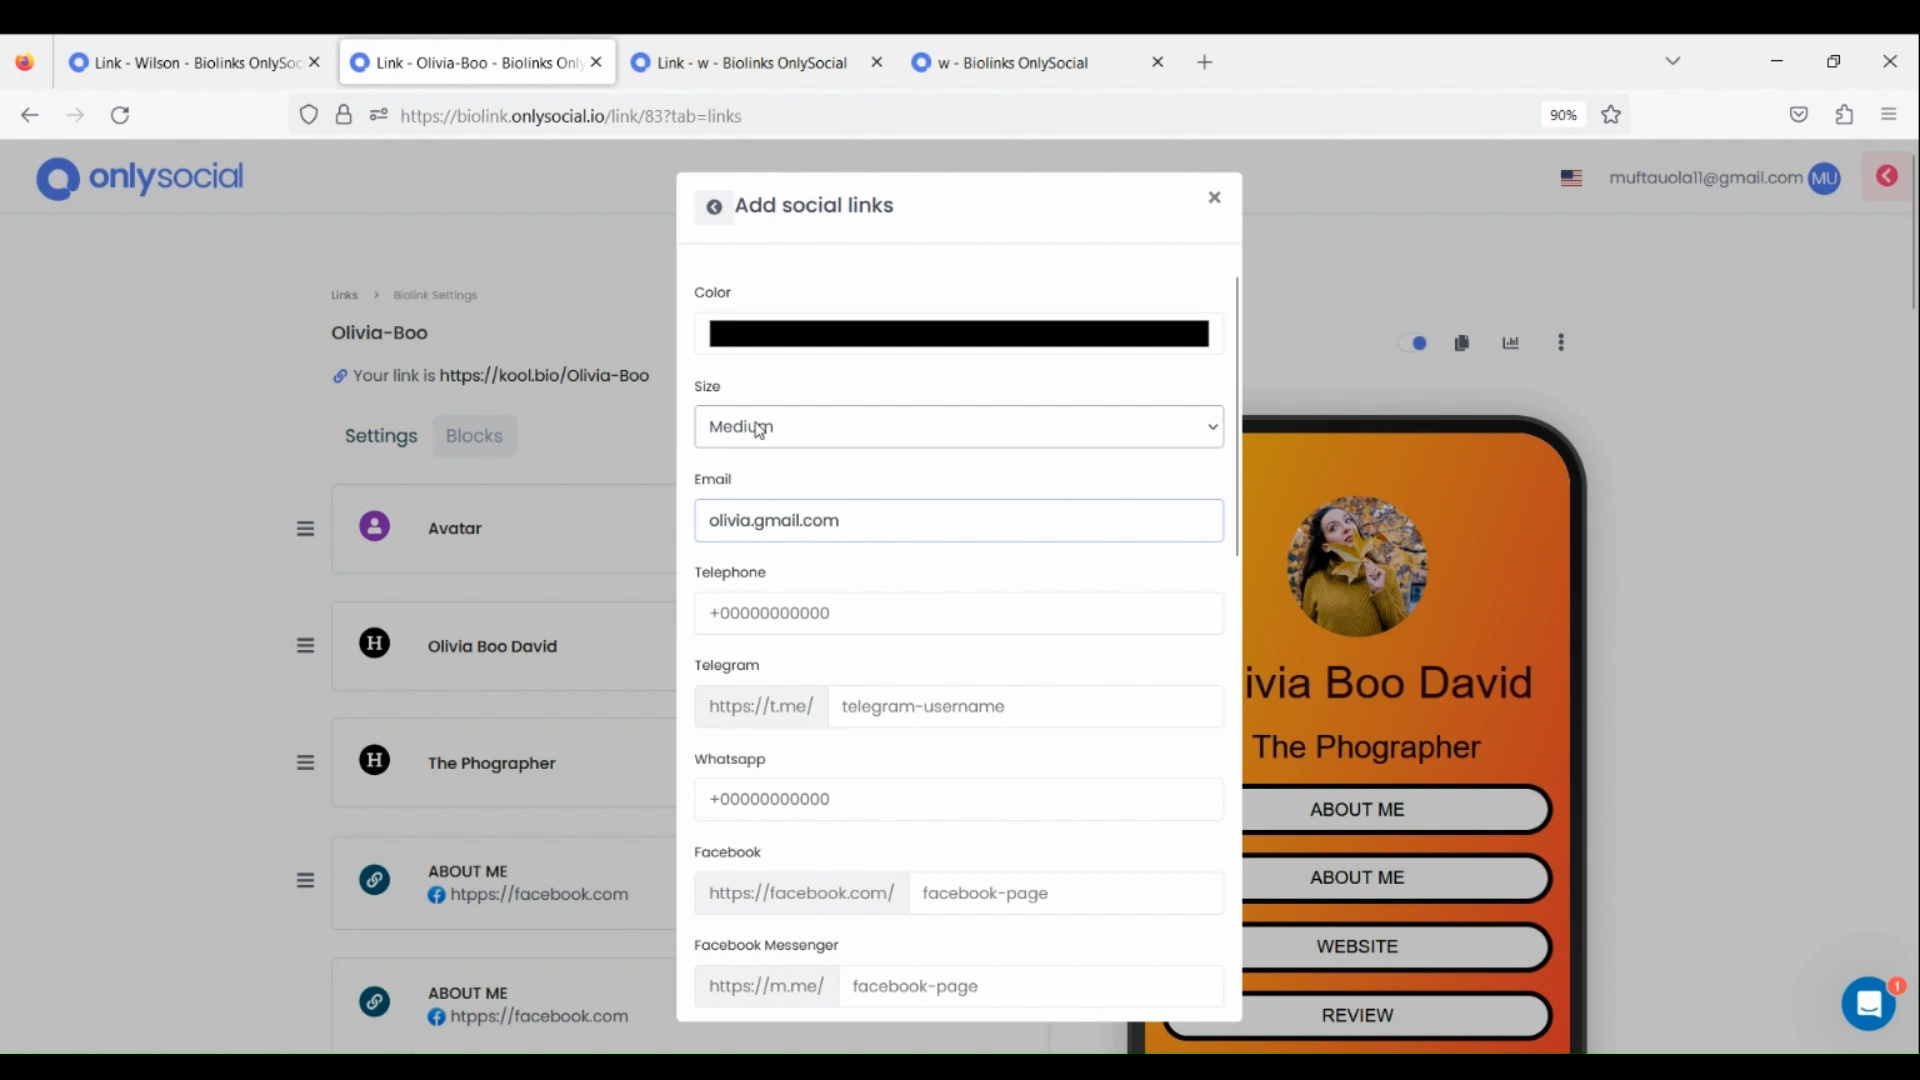 Link - Wilson - Biolinks OnlySoc
Link - Olivia-Boo - Biolinks Only
Link - w - Biolinks OnlySocial
w - Biolinks OnlySocial
https://biolink.onlysocial.io/link/83?tab=links
90%
onlysocial
muftauola11@gmail.com
MU
Add social links
Links
Biolink Settings
Olivia-Boo
Your link is https://kool.bio/Olivia-Boo
Settings
Blocks
Avatar
H
Olivia Boo David
H
The Phographer
ABOUT ME
htpps://facebook.com
ABOUT ME
htpps://facebook.com
Color
Size
Medium
Email
olivia.gmail.com
Telephone
+00000000000
Telegram
https://t.me/
telegram-username
Whatsapp
+00000000000
Facebook
https://facebook.com/
facebook-page
Facebook Messenger
https://m.me/
facebook-page
ivia Boo David
The Phographer
ABOUT ME
ABOUT ME
WEBSITE
REVIEW
1